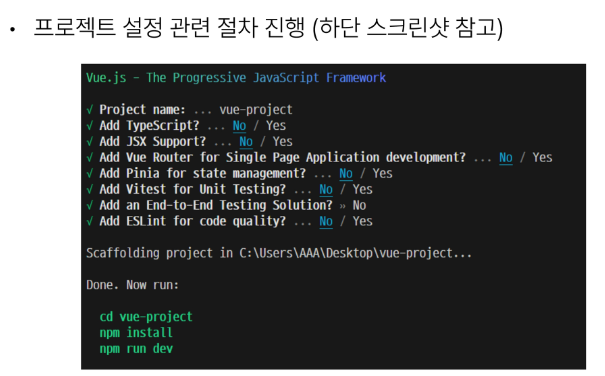 • 프로젝트 설정 관련 절차 진행 (하단 스크린샷 참고)
Vue.js - The Progressive JavaScript Framework
√ Project name: ... vue-project
√ Add TypeScript? ... No / Yes
√ Add JSX Support? ... No / Yes
√ Add Vue Router for Single Page Application development? ... No / Yes
√ Add Pinia for state management? ... No / Yes
√ Add Vitest for Unit Testing? ... No / Yes
√ Add an End-to-End Testing Solution? » No
√ Add ESLint for code quality? ... No / Yes
Scaffolding project in C:\Users\AAA\Desktop\vue-project...
Done. Now run:
cd vue-project
npm install
npm run dev